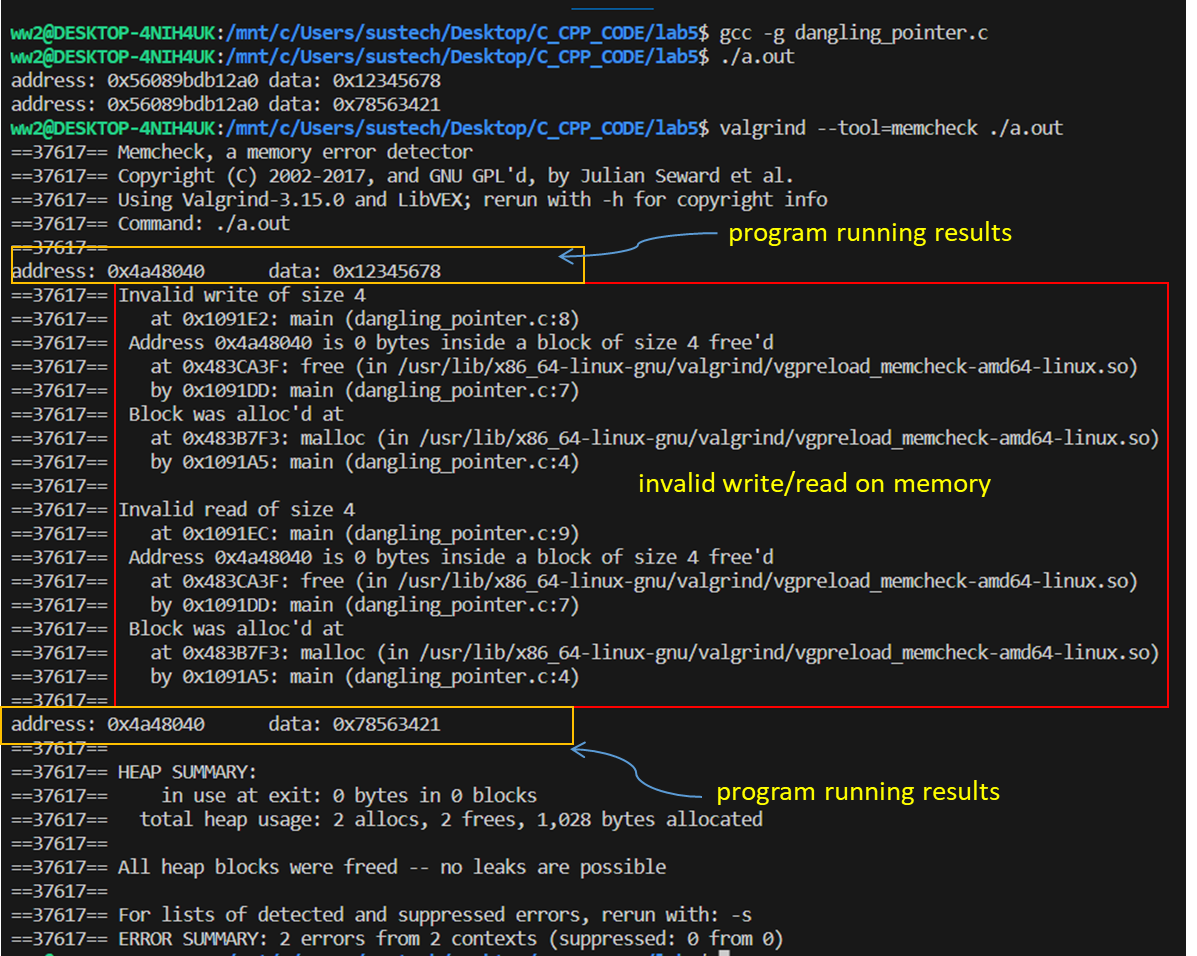 ww2@DESKTOP-4NIH4UK:/mnt/c/Users/sustech/Desktop/C_CPP_CODE/lab5$ gcc -g dangling_pointer.c
ww2@DESKTOP-4NIH4UK:/mnt/c/Users/sustech/Desktop/C_CPP_CODE/lab5$ ./a.out
address: 0x56089bdb12a0 data: 0x12345678
address: 0x56089bdb12a0 data: 0x78563421
ww2@DESKTOP-4NIH4UK:/mnt/c/Users/sustech/Desktop/C_CPP_CODE/lab5$ valgrind --tool=memcheck ./a.out
==37617== Memcheck, a memory error detector
==37617== Copyright (C) 2002-2017, and GNU GPL'd, by Julian Seward et al.
==37617== Using Valgrind-3.15.0 and LibVEX; rerun with -h for copyright info
==37617== Command: ./a.out
program running results
==37617==
address: 0x4a48040      data: 0x12345678
==37617== Invalid write of size 4
==37617==    at 0x1091E2: main (dangling_pointer.c:8)
==37617==  Address 0x4a48040 is 0 bytes inside a block of size 4 free'd
==37617==    at 0x483CA3F: free (in /usr/lib/x86_64-linux-gnu/valgrind/vgpreload_memcheck-amd64-linux.so)
==37617==    by 0x1091DD: main (dangling_pointer.c:7)
==37617==  Block was alloc'd at
==37617==    at 0x483B7F3: malloc (in /usr/lib/x86_64-linux-gnu/valgrind/vgpreload_memcheck-amd64-linux.so)
==37617==    by 0x1091A5: main (dangling_pointer.c:4)
==37617==
invalid write/read on memory
==37617== Invalid read of size 4
==37617==    at 0x1091EC: main (dangling_pointer.c:9)
==37617==  Address 0x4a48040 is 0 bytes inside a block of size 4 free'd
==37617==    at 0x483CA3F: free (in /usr/lib/x86_64-linux-gnu/valgrind/vgpreload_memcheck-amd64-linux.so)
==37617==    by 0x1091DD: main (dangling_pointer.c:7)
==37617==  Block was alloc'd at
==37617==    at 0x483B7F3: malloc (in /usr/lib/x86_64-linux-gnu/valgrind/vgpreload_memcheck-amd64-linux.so)
==37617==    by 0x1091A5: main (dangling_pointer.c:4)
==37617==
address: 0x4a48040      data: 0x78563421
==37617==
==37617== HEAP SUMMARY:
==37617==     in use at exit: 0 bytes in 0 blocks
program running results
==37617==   total heap usage: 2 allocs, 2 frees, 1,028 bytes allocated
==37617==
==37617== All heap blocks were freed -- no leaks are possible
==37617==
==37617== For lists of detected and suppressed errors, rerun with: -s
==37617== ERROR SUMMARY: 2 errors from 2 contexts (suppressed: 0 from 0)